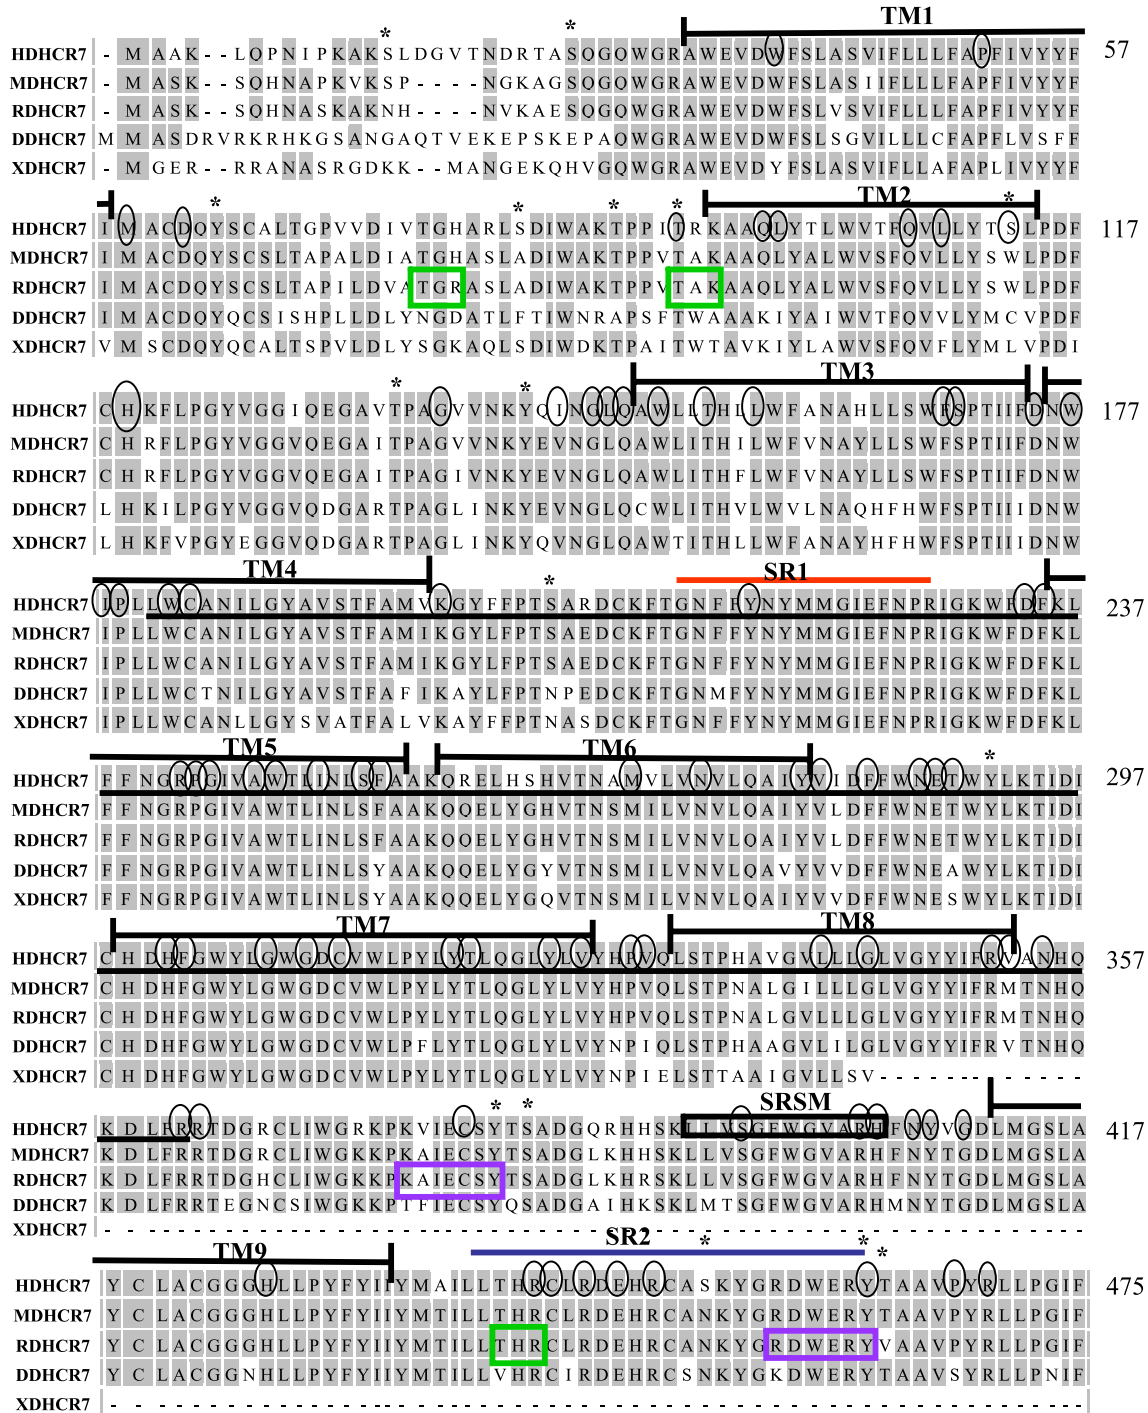 TM1
HDHCR7 - M A A K - - L Q P N I P K A K S L D G V T N D R T A S Q G Q W G R A W E V D W F S L A S V I F L L L F A P F I V Y Y F 57
MDHCR7 - M A S K - - S Q H N A P K V K S P - - - - N G K A G S Q G Q W G R A W E V D W F S L A S I I F L L L F A P F I V Y Y F
RDHCR7 - M A S K - - S Q H N A S K A K N H - - - - N V K A E S Q G Q W G R A W E V D W F S L V S V I F L L L F A P F I V Y Y F
DDHCR7 M M A S D R V R K R H K G S A N G A Q T V E K E P S K E P A Q W G R A W E V D W F S L S G V I L L L C F A P F L V S F F
XDHCR7 - M G E R - - R R A N A S R G D K K - - M A N G E K Q H V G Q W G R A W E V D Y F S L A S V I F L L A F A P L I V Y Y F
TM2
HDHCR7 I M A C D Q Y S C A L T G P V V D I V T G H A R L S D I W A K T P P I T R K A A Q L Y T L W V T F Q V L L Y T S L P D F 117
MDHCR7 I M A C D Q Y S C S L T A P A L D I A T G H A S L A D I W A K T P P V T A K A A Q L Y A L W V T F Q V L L Y S W L P D F
RDHCR7 I M A C D Q Y S C S L T A P I L D V A T G R A S L A D I W A K T P P V T A K A A Q L Y A L W V T F Q V L L Y S W L P D F
DDHCR7 I M A C D Q Y Q C S I S H P L L D L Y N G D A T L F T I W N R A P S F T W A A A K I Y A I W V T F Q V V L Y M C V P D F
XDHCR7 V M S C D Q Y Q C A L T S P V L D L Y S G K A Q L S D I W D K T P A I T W T A V K I Y L A W V S F Q V F L Y M L V P D I
TM3
HDHCR7 C H K F L P G Y V G G I Q E G A V T P A G V V N K Y Q I N G L Q A W L L T H L L W F A N A H L L S W F S P T I I F D N W 177
MDHCR7 C H R F L P G Y V G G V Q E G A I T P A G V V N K Y E V N G L Q A W L I T H I L W F V N A Y L L S W F S P T I I F D N W
RDHCR7 C H R F L P G Y V G G V Q E G A I T P A G I V N K Y E V N G L Q A W L I T H F L W F V N A Y L L S W F S P T I I F D N W
DDHCR7 L H K I L P G Y V G G V Q D G A R T P A G L I N K Y E V N G L Q C W L I T H V L W V L N A Q H F H W F S P T I I I D N W
XDHCR7 L H K F V P G Y E G G V Q D G A R T P A G L I N K Y Q V N G L Q A W T I T H L L W F A N A Y H F H W F S P T I I I D N W
TM4 SR1
HDHCR7 I P L L W C A N I L G Y A V S T F A M V K G Y F F P T S A R D C K F T G N F F Y N Y M M G I E F N P R I G K W F D F K L 237
MDHCR7 I P L L W C A N I L G Y A V S T F A M I K G Y L F P T S A E D C K F T G N F F Y N Y M M G I E F N P R I G K W F D F K L
RDHCR7 I P L L W C A N I L G Y A V S T F A M I K G Y L F P T S A E D C K F T G N F F Y N Y M M G I E F N P R I G K W F D F K L
DDHCR7 I P L L W C T N I L G Y A V S T F A F I K A Y L F P T N P E D C K F T G N M F Y N Y M M G I E F N P R I G K W F D F K L
XDHCR7 I P L L W C A N L L G Y S V A T F A L V K A Y F F P T N A S D C K F T G N F F Y N Y M M G I E F N P R I G K W F D F K L
TM5 TM6
HDHCR7 F F N G R P G I V A W T L I N L S F A A K Q R E L H S H V T N A M V L V N V L Q A I Y V I D F F W N E T W Y L K T I D I 297
MDHCR7 F F N G R P G I V A W T L I N L S F A A K Q Q E L Y G H V T N S M I L V N V L Q A I Y V L D F F W N E T W Y L K T I D I
RDHCR7 F F N G R P G I V A W T L I N L S F A A K Q Q E L Y G H V T N S M I L V N V L Q A I Y V L D F F W N E T W Y L K T I D I
DDHCR7 F F N G R P G I V A W T L I N L S Y A A K Q Q E L Y G Y V T N S M I L V N V L Q A V Y V V D F F W N E A W Y L K T I D I
XDHCR7 F F N G R P G I V A W T L I N L S Y A A K Q Q E L Y G Q V T N S M I L V N V L Q A I Y V V D F F W N E S W Y L K T I D I
TM7 TM8
HDHCR7 C H D H F G W Y L G W G D C V W L P Y L Y T L Q G L Y L V Y H P V Q L S T P H A V G V L L L G L V G Y Y I F R V A N H Q 357
MDHCR7 C H D H F G W Y L G W G D C V W L P Y L Y T L Q G L Y L V Y H P V Q L S T P N A L G I L L L G L V G Y Y I F R M T N H Q
RDHCR7 C H D H F G W Y L G W G D C V W L P Y L Y T L Q G L Y L V Y H P V Q L S T P N A L G V L L L G L V G Y Y I F R M T N H Q
DDHCR7 C H D H F G W Y L G W G D C V W L P F L Y T L Q G L Y L V Y N P I Q L S T P H A A G V L I L G L V G Y Y I F R V T N H Q
XDHCR7 C H D H F G W Y L G W G D C V W L P Y L Y T L Q G L Y L V Y N P I E L S T T A A I G V L L S V - - - - - - - - - - - - -
SRSM
HDHCR7 K D L F R R T D G R C L I W G R K P K V I E C S Y T S A D G Q R H H S K L L V S G F W G V A R H F N Y V G D L M G S L A 417
MDHCR7 K D L F R R T D G R C L I W G K K P K A I E C S Y T S A D G L K H H S K L L V S G F W G V A R H F N Y T G D L M G S L A
RDHCR7 K D L F R R T D G H C L I W G K K P K A I E C S Y T S A D G L K H R S K L L V S G F W G V A R H F N Y T G D L M G S L A
DDHCR7 K D L F R R T E G N C S I W G K K P T F I E C S Y Q S A D G A I H K S K L M T S G F W G V A R H M N Y T G D L M G S L A
XDHCR7 - - - - - - - - - - - - - - - - - - - - - - - - - - - - - - - - - - - - - - - - - - - - - - - - - - - - - - - - - - - -
TM9 SR2
HDHCR7 Y C L A C G G G H L L P Y F Y I I Y M A I L L T H R C L R D E H R C A S K Y G R D W E R Y T A A V P Y R L L P G I F 475
MDHCR7 Y C L A C G G G H L L P Y F Y I I Y M T I L L T H R C L R D E H R C A N K Y G R D W E R Y T A A V P Y R L L P G I F
RDHCR7 Y C L A C G G G H L L P Y F Y I I Y M T I L L T H R C L R D E H R C A N K Y G R D W E R Y V A A V P Y R L L P G I F
DDHCR7 Y C L A C G G N H L L P Y F Y I I Y M T I L L V H R C I R D E H R C S N K Y G K D W E R Y T A A V S Y R L L P N I F
XDHCR7 - - - - - - - - - - - - - - - - - - - - - - - - - - - - - - - - - - - - - - - - - - - - - - - - - - - - - - - - - -